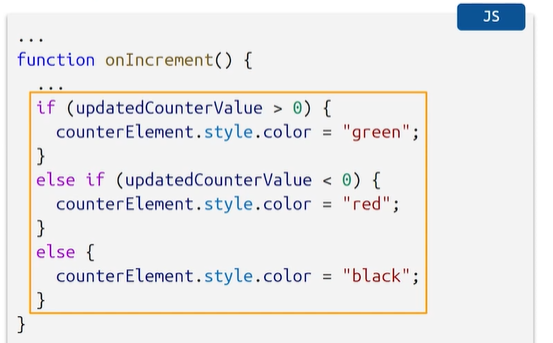 JS
...
function onIncrement() {
  ...
  if (updatedCounterValue > 0) {
    counterElement.style.color = "green";
  }
  else if (updatedCounterValue < 0) {
    counterElement.style.color = "red";
  }
  else {
    counterElement.style.color = "black";
  }
}